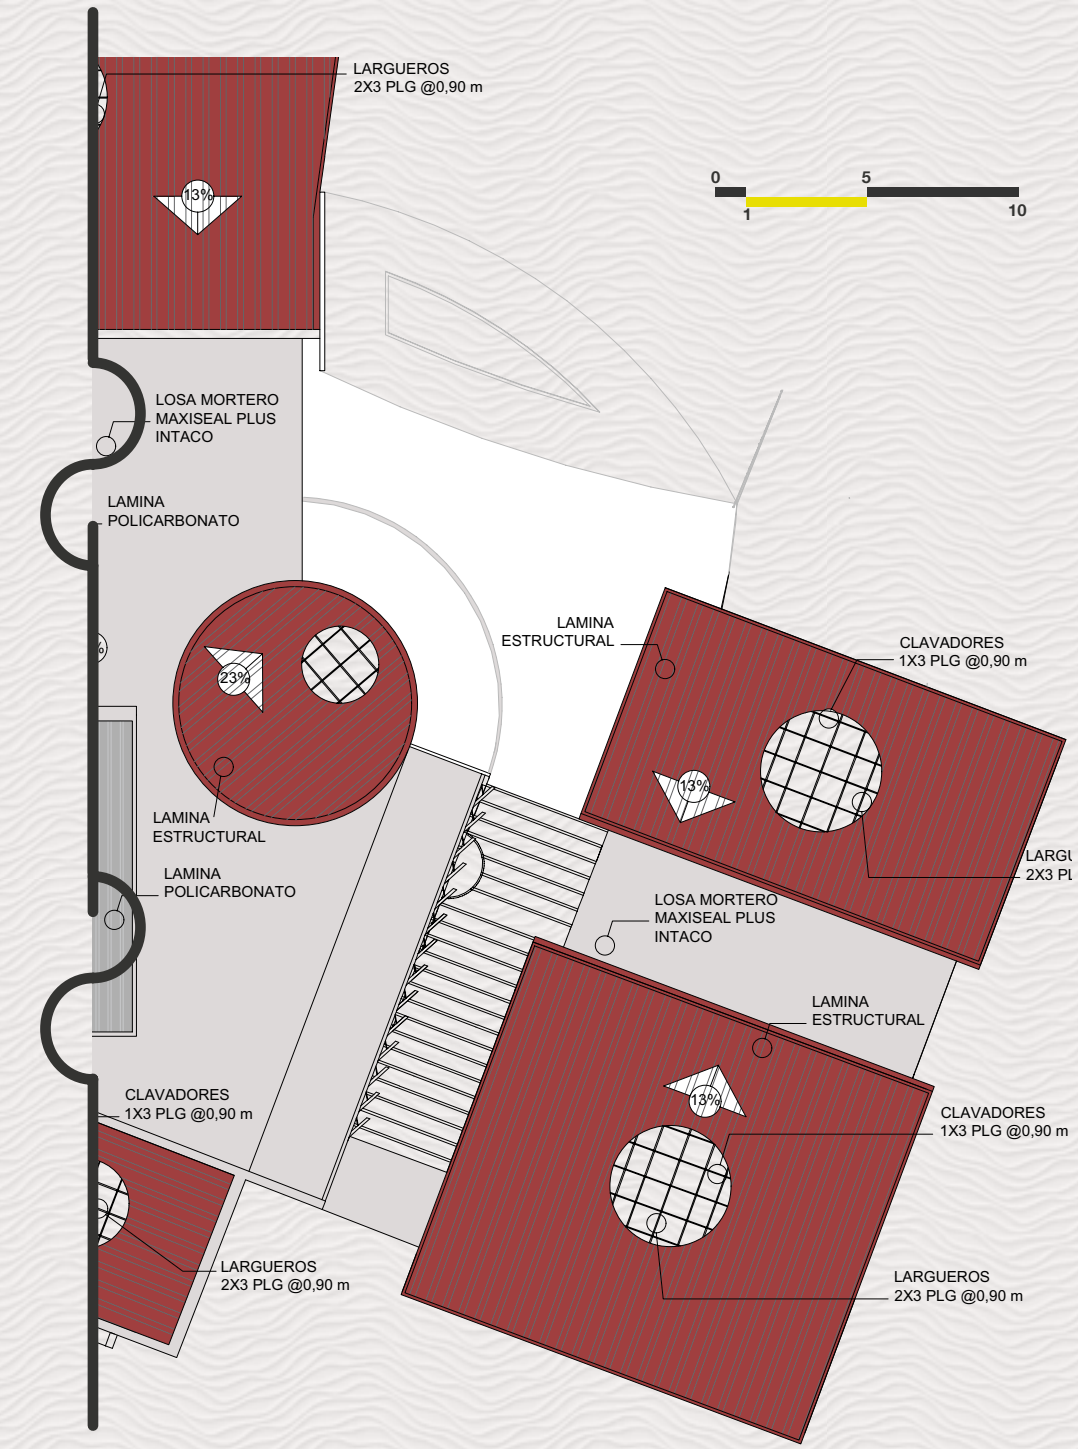 LARGUEROS
2X3 PLG @0,90 m
0
5
1
10
13%
LOSA MORTERO
MAXISEAL PLUS
INTACO
LAMINA
POLICARBONATO
LAMINA
ESTRUCTURAL
CLAVADORES
1X3 PLG @0,90 m
%
23%
13%
LAMINA
ESTRUCTURAL
LAMINA
POLICARBONATO
2X3
LOSA MORTERO
MAXISEAL PLUS
INTACO
LAMINA
ESTRUCTURAL
13%
CLAVADORES
1X3 PLG @0,90 m
CLAVADORES
1X3 PLG @0,90 m
LARGUEROS
2X3 PLG @0,90 m
LARGUEROS
2X3 PLG @0,90 m